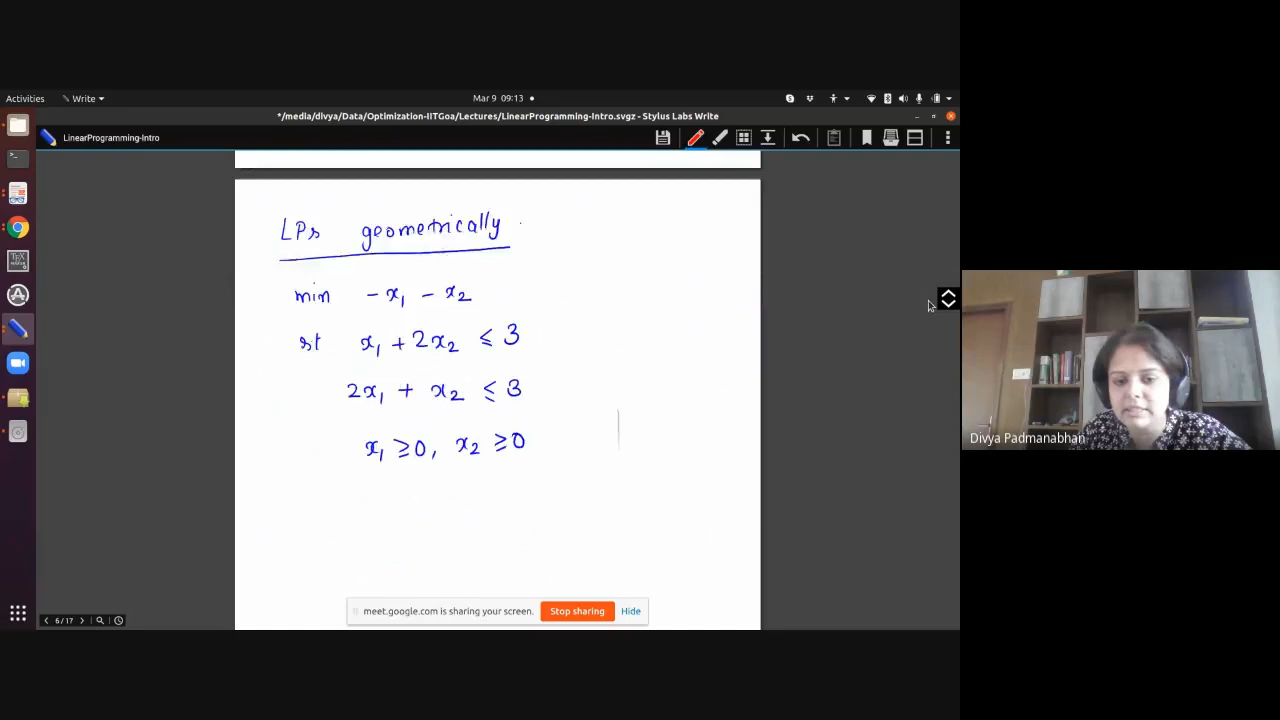 Activities
Write
Mar 9 09:13
*/media/divya/Data/Optimization-IITGoa/Lectures/LinearProgramming-Intro.svgz - Stylus Labs Write
LinearProgramming-Intro
LPs geometrically
min -x₁ - x₂
st x₁ + 2x₂ ≤ 3
2x₁ + x₂ ≤ 3
x₁ ≥ 0, x₂ ≥ 0
Divya Padmanabhan
meet.google.com is sharing your screen. Stop sharing Hide
6/17